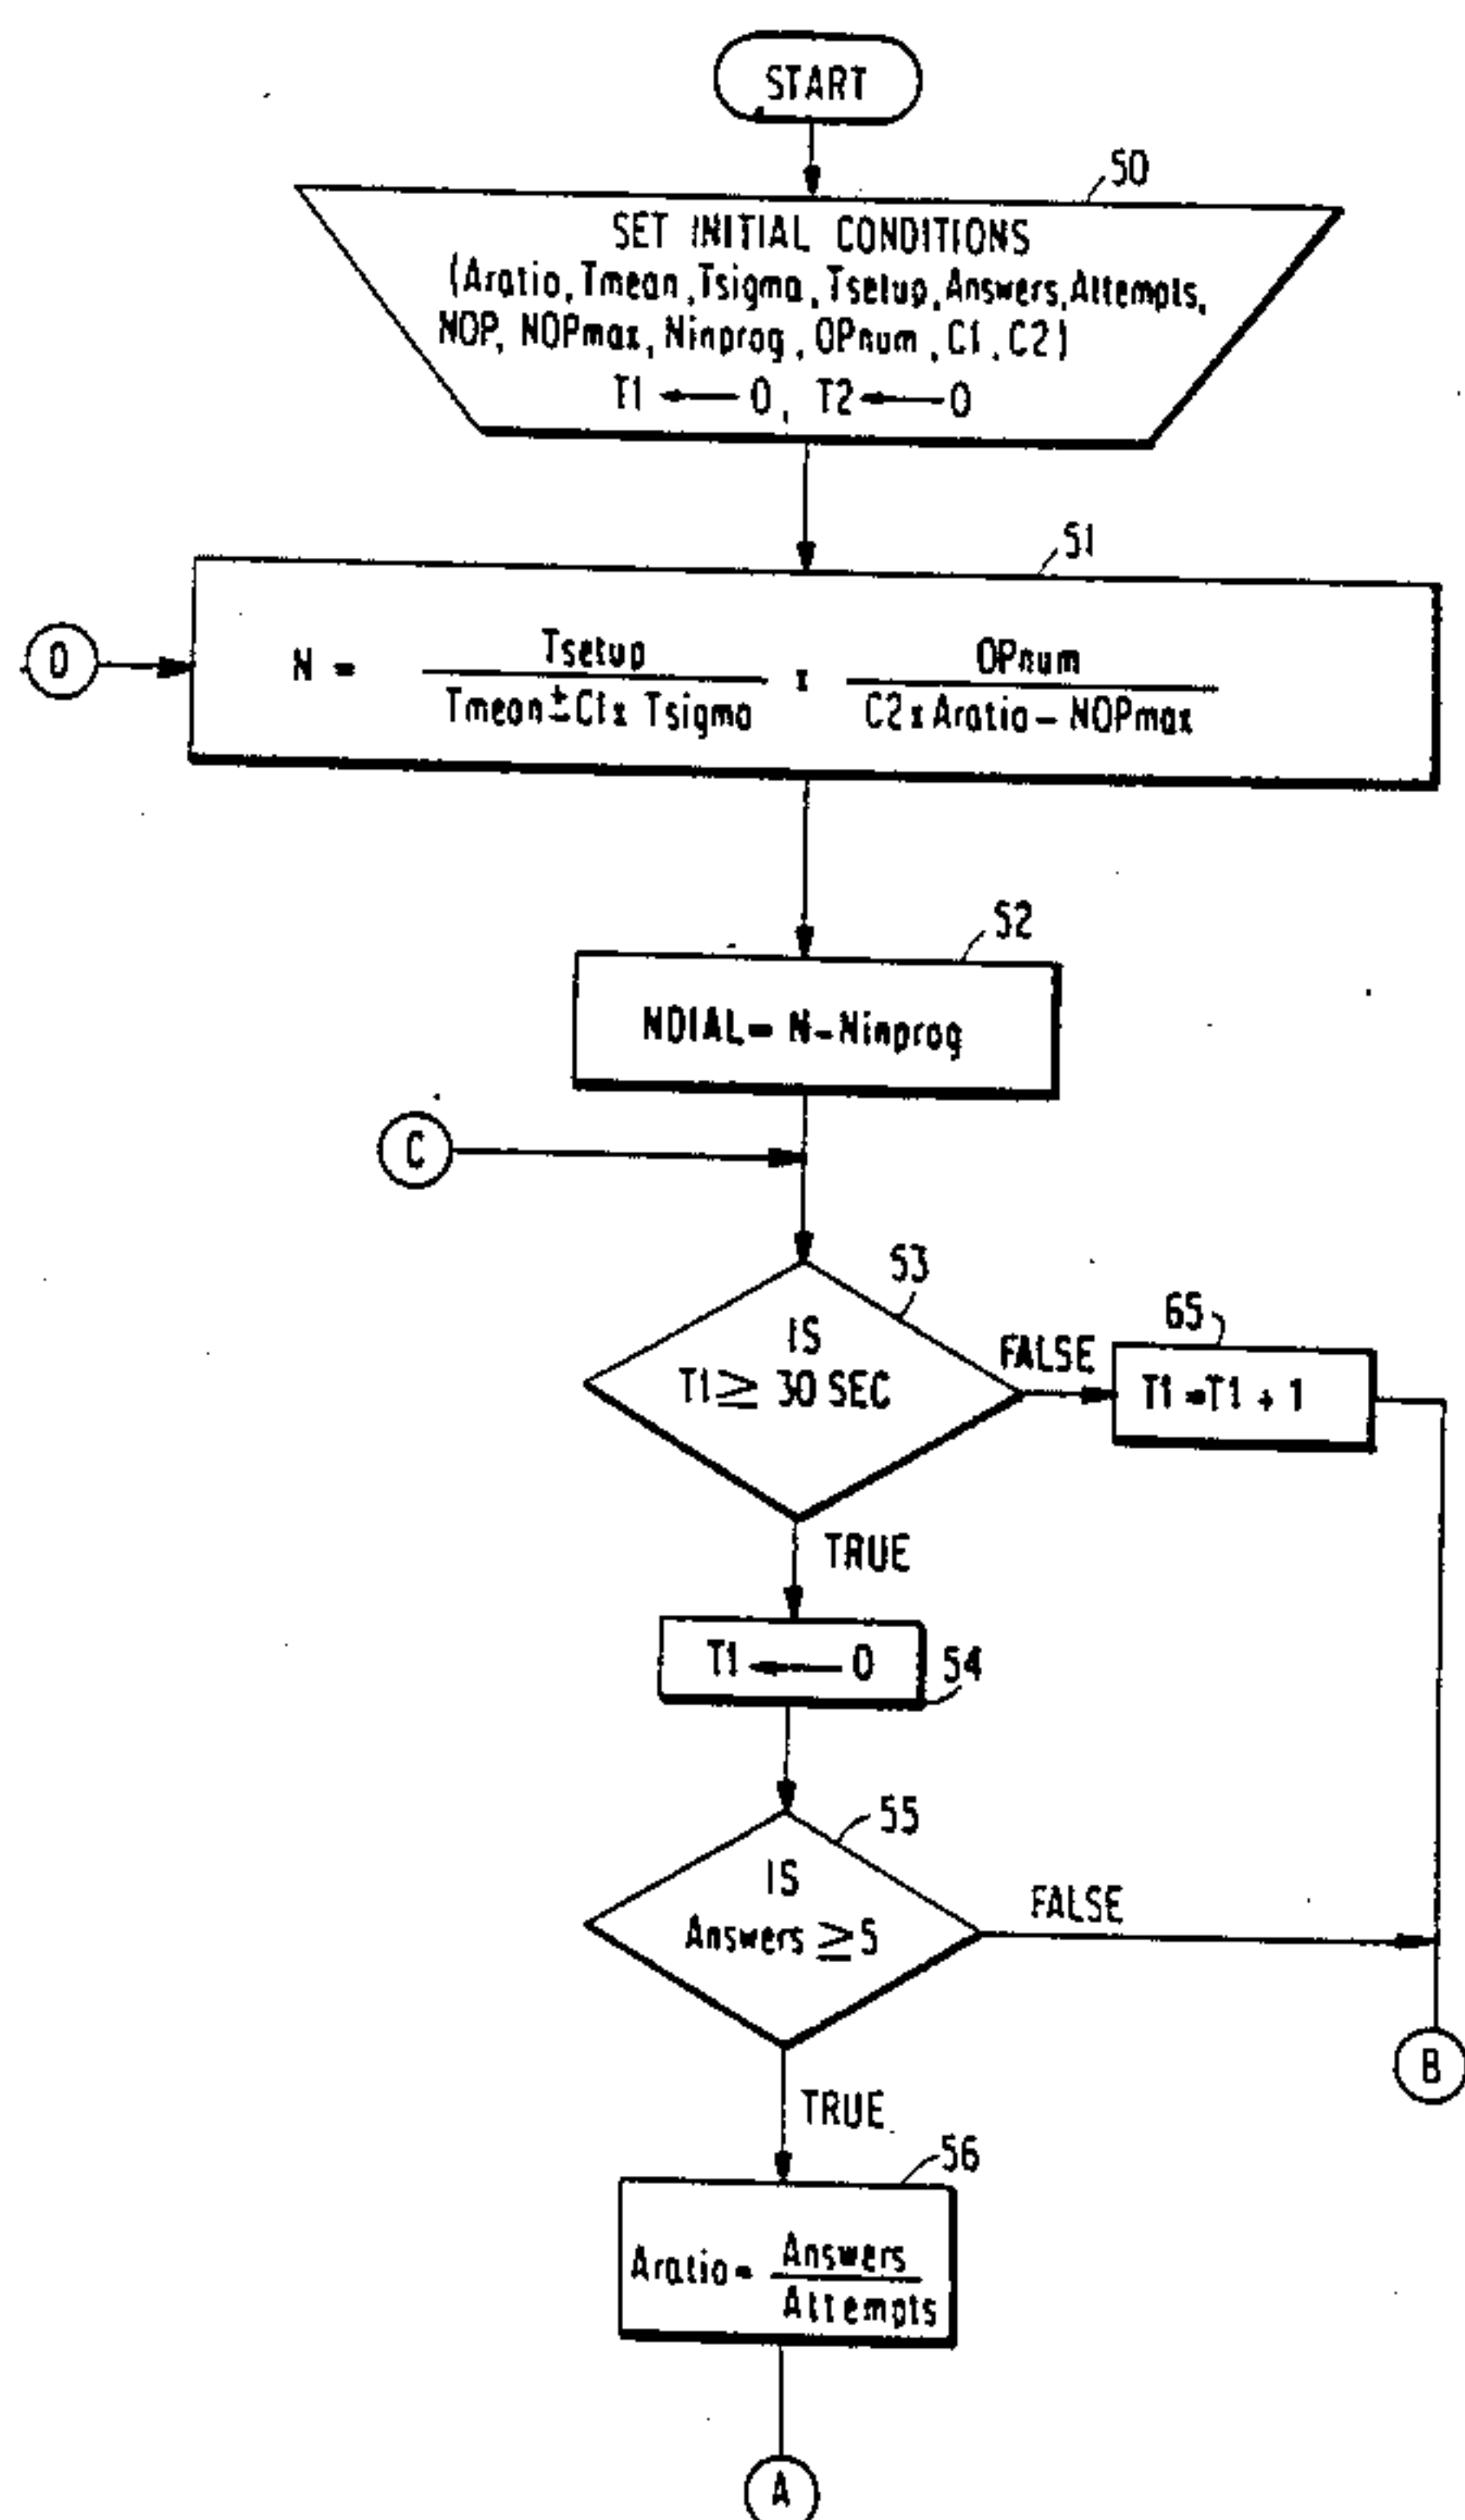 START
50
SET INITIAL CONDITIONS
(Aratio, Tmean, Tsigma, Tsetup, Answers, Attempts,
NOP, NOPmax, Ninprog, OPnum, C1, C2)
T1 ← 0, T2 ← 0
51
N = Tsetup / Tmean ± C1 x Tsigma x OPnum / C2 x Aratio - NOPmax
52
NDIAL = N - Ninprog
C
53
IS
T1 ≥ 30 SEC
FALSE
65
T1 = T1 + 1
TRUE
T1 ← 0
54
55
IS
Answers ≥ 5
FALSE
B
TRUE
56
Aratio = Answers / Attempts
A